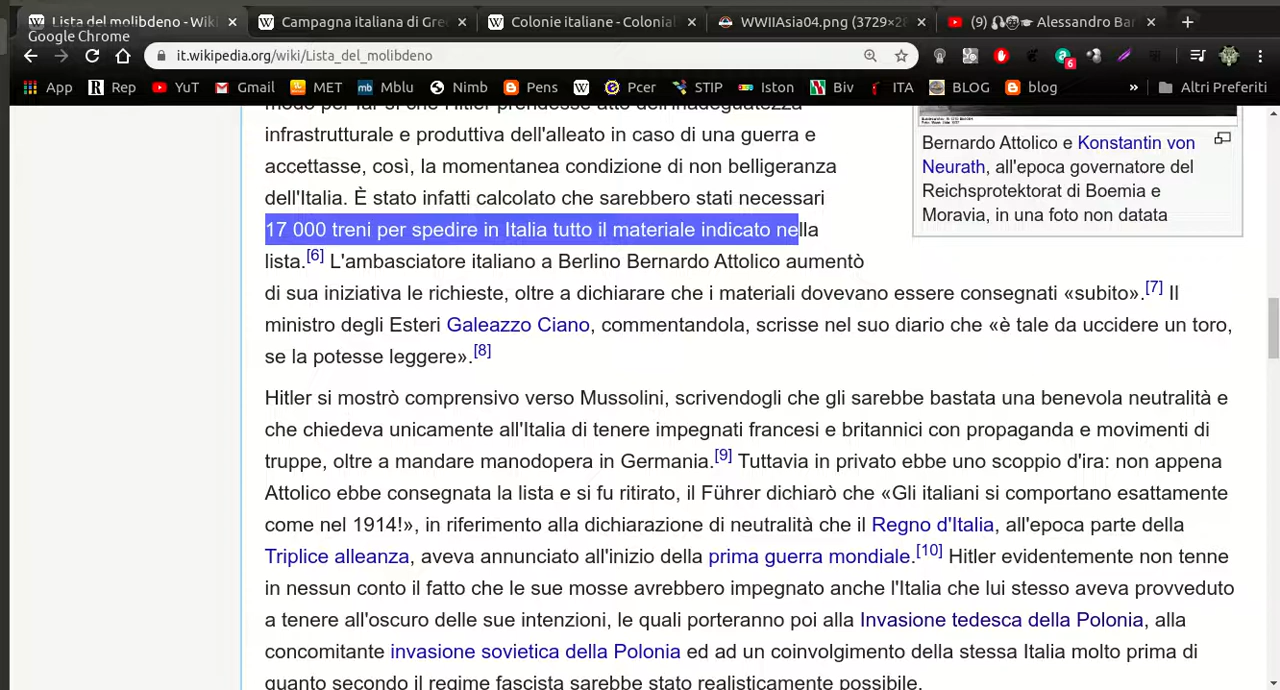 Lista del molibdeno - Wiki
Campagna italiana di Gre
Colonie italiane - Colonial
WWIIAsia04.png (3729×28
(9) Alessandro Bar
Google Chrome
it.wikipedia.org/wiki/Lista_del_molibdeno
6
App Rep YuT Gmail MET Mblu Nimb Pens Pcer STIP Iston Biv ITA BLOG blog » Altri Preferiti
modo per far sì che Hitler prendesse atto dell'inadeguatezza
infrastrutturale e produttiva dell'alleato in caso di una guerra e
accettasse, così, la momentanea condizione di non belligeranza
dell'Italia. È stato infatti calcolato che sarebbero stati necessari
17 000 treni per spedire in Italia tutto il materiale indicato nella
lista.[6] L'ambasciatore italiano a Berlino Bernardo Attolico aumentò
di sua iniziativa le richieste, oltre a dichiarare che i materiali dovevano essere consegnati «subito».[7] Il
ministro degli Esteri Galeazzo Ciano, commentandola, scrisse nel suo diario che «è tale da uccidere un toro,
se la potesse leggere».[8]
Bernardo Attolico e Konstantin von
Neurath, all'epoca governatore del
Reichsprotektorat di Boemia e
Moravia, in una foto non datata
Hitler si mostrò comprensivo verso Mussolini, scrivendogli che gli sarebbe bastata una benevola neutralità e
che chiedeva unicamente all'Italia di tenere impegnati francesi e britannici con propaganda e movimenti di
truppe, oltre a mandare manodopera in Germania.[9] Tuttavia in privato ebbe uno scoppio d'ira: non appena
Attolico ebbe consegnata la lista e si fu ritirato, il Führer dichiarò che «Gli italiani si comportano esattamente
come nel 1914!», in riferimento alla dichiarazione di neutralità che il Regno d'Italia, all'epoca parte della
Triplice alleanza, aveva annunciato all'inizio della prima guerra mondiale.[10] Hitler evidentemente non tenne
in nessun conto il fatto che le sue mosse avrebbero impegnato anche l'Italia che lui stesso aveva provveduto
a tenere all'oscuro delle sue intenzioni, le quali porteranno poi alla Invasione tedesca della Polonia, alla
concomitante invasione sovietica della Polonia ed ad un coinvolgimento della stessa Italia molto prima di
quanto secondo il regime fascista sarebbe stato realisticamente possibile.